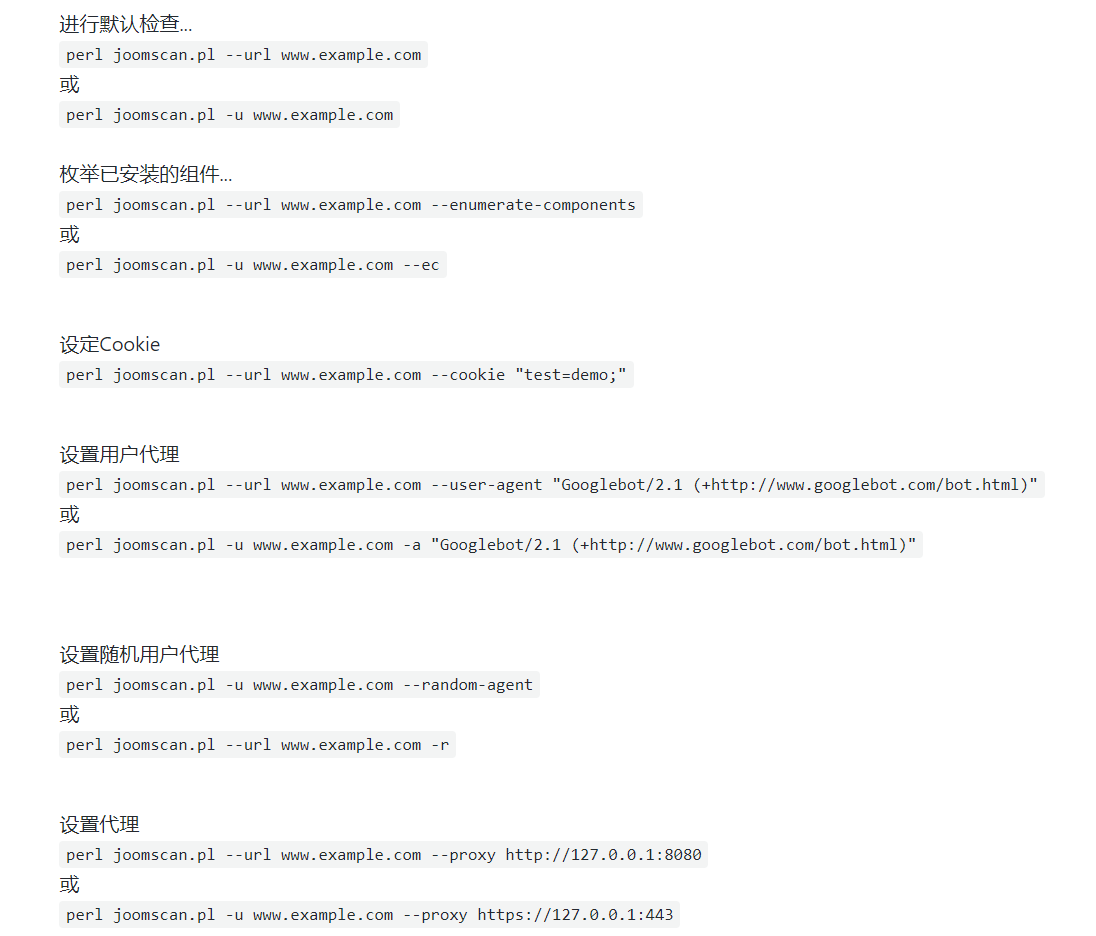 进行默认检查...
perl joomscan.pl --url www.example.com
或
perl joomscan.pl -u www.example.com
枚举已安装的组件...
perl joomscan.pl --url www.example.com --enumerate-components
或
perl joomscan.pl -u www.example.com --ec
设定Cookie
perl joomscan.pl --url www.example.com --cookie "test=demo;"
设置用户代理
perl joomscan.pl --url www.example.com --user-agent "Googlebot/2.1 (+http://www.googlebot.com/bot.html)"
或
perl joomscan.pl -u www.example.com -a "Googlebot/2.1 (+http://www.googlebot.com/bot.html)"
设置随机用户代理
perl joomscan.pl -u www.example.com --random-agent
或
perl joomscan.pl --url www.example.com -r
设置代理
perl joomscan.pl --url www.example.com --proxy http://127.0.0.1:8080
或
perl joomscan.pl -u www.example.com --proxy https://127.0.0.1:443